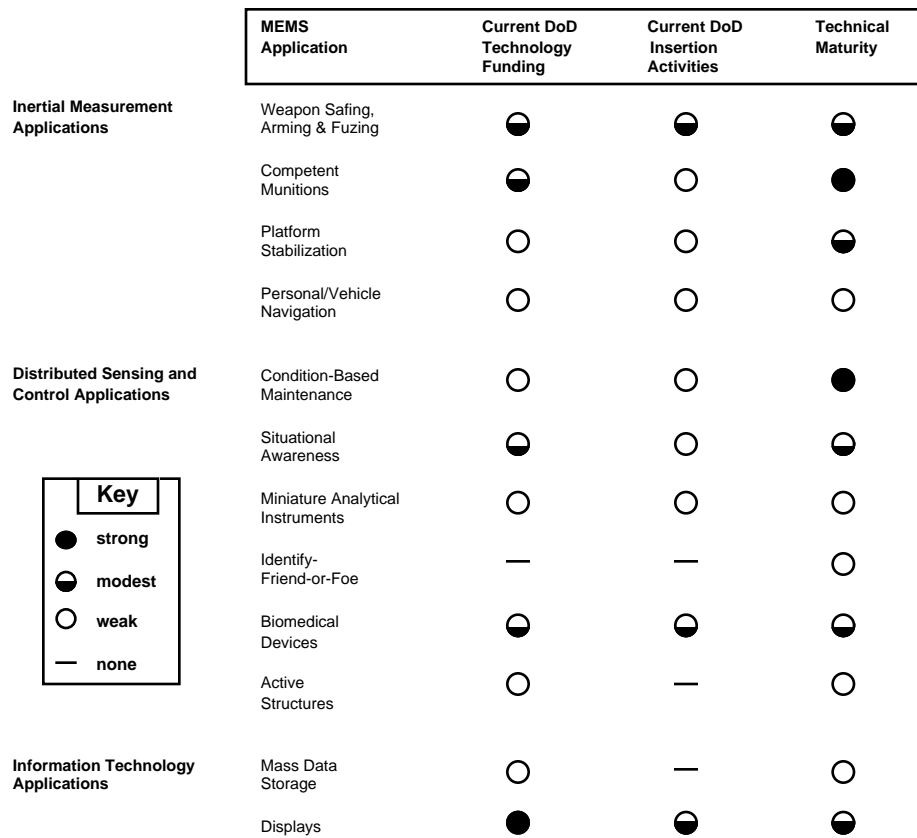 MEMS
Application
Current DoD
Technology
Funding
Current DoD
Insertion
Activities
Technical
Maturity
Inertial Measurement
Applications
Weapon Safing,
Arming & Fuzing
Competent
Munitions
Platform
Stabilization
Personal/Vehicle
Navigation
Distributed Sensing and
Control Applications
Condition-Based
Maintenance
Situational
Awareness
Miniature Analytical
Instruments
Identify-
Friend-or-Foe
Biomedical
Devices
Active
Structures
Key
strong
modest
weak
none
Information Technology
Applications
Mass Data
Storage
Displays